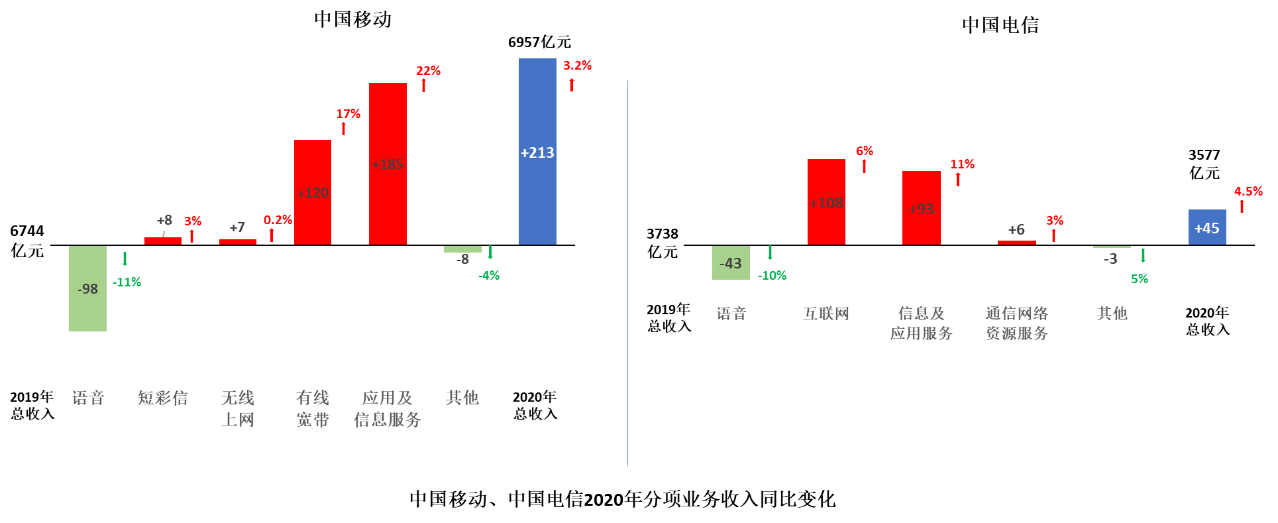 中国移动
6957亿元
3.2%
22%
17%
+213
+185
+120
+8
3%
+7
0.2%
6744
亿元
-98
-11%
-8
-4%
2019年
总收入
语音
短彩信
无线
上网
有线
宽带
应用及
信息服务
其他
2020年
总收入
中国电信
3577
亿元
4.5%
6%
11%
+108
+93
+6
3%
+45
3738
亿元
-43
-10%
-3
5%
2019年
总收入
语音
互联网
信息及
应用服务
通信网络
资源服务
其他
2020年
总收入
中国移动、中国电信2020年分项业务收入同比变化